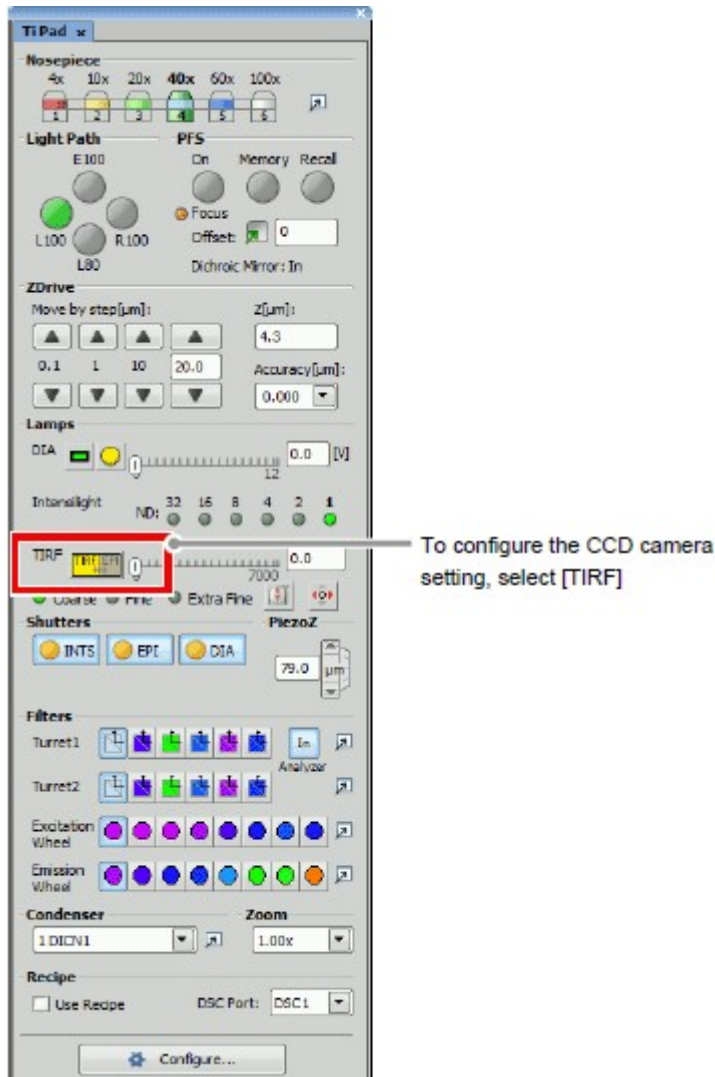 Ti Pad x
Nosepiece
4x 10x 20x 40x 60x 100x
1 2 3 4 5 6
Light Path PFS
E100 On Memory Recall
Focus
L100 R100 Offset: 0
L80 Dichroic Mirror: In
ZDrive
Move by step[µm]: Z[µm]:
4.3
0.1 1 10 20.0 Accuracy[µm]:
0.000
Lamps
DIA 0.0 [V]
12
Intensilight ND: 32 16 8 4 2 1
TIRF TIRF EPI 0.0
7000
Coarse Fine Extra Fine
To configure the CCD camera
setting, select [TIRF]
Shutters PiezoZ
INTS EPI DIA
79.0 µm
Filters
Turret1 In
Analyzer
Turret2
Excitation
Wheel
Emission
Wheel
Condenser Zoom
1 DICN1 1.00x
Recipe
Use Recipe DSC Port: DSC1
Configure...